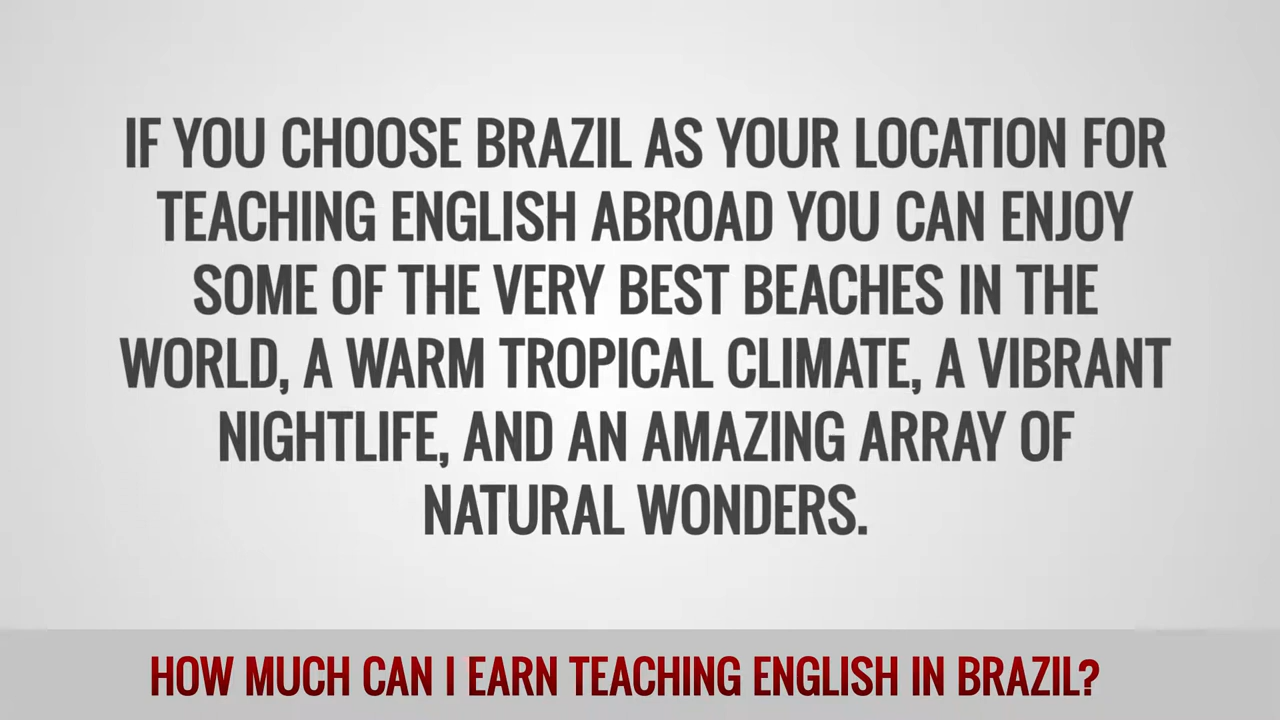 IF YOU CHOOSE BRAZIL AS YOUR LOCATION FOR
TEACHING ENGLISH ABROAD YOU CAN ENJOY
SOME OF THE VERY BEST BEACHES IN THE
WORLD, A WARM TROPICAL CLIMATE, A VIBRANT
NIGHTLIFE, AND AN AMAZING ARRAY OF
NATURAL WONDERS.
HOW MUCH CAN I EARN TEACHING ENGLISH IN BRAZIL?